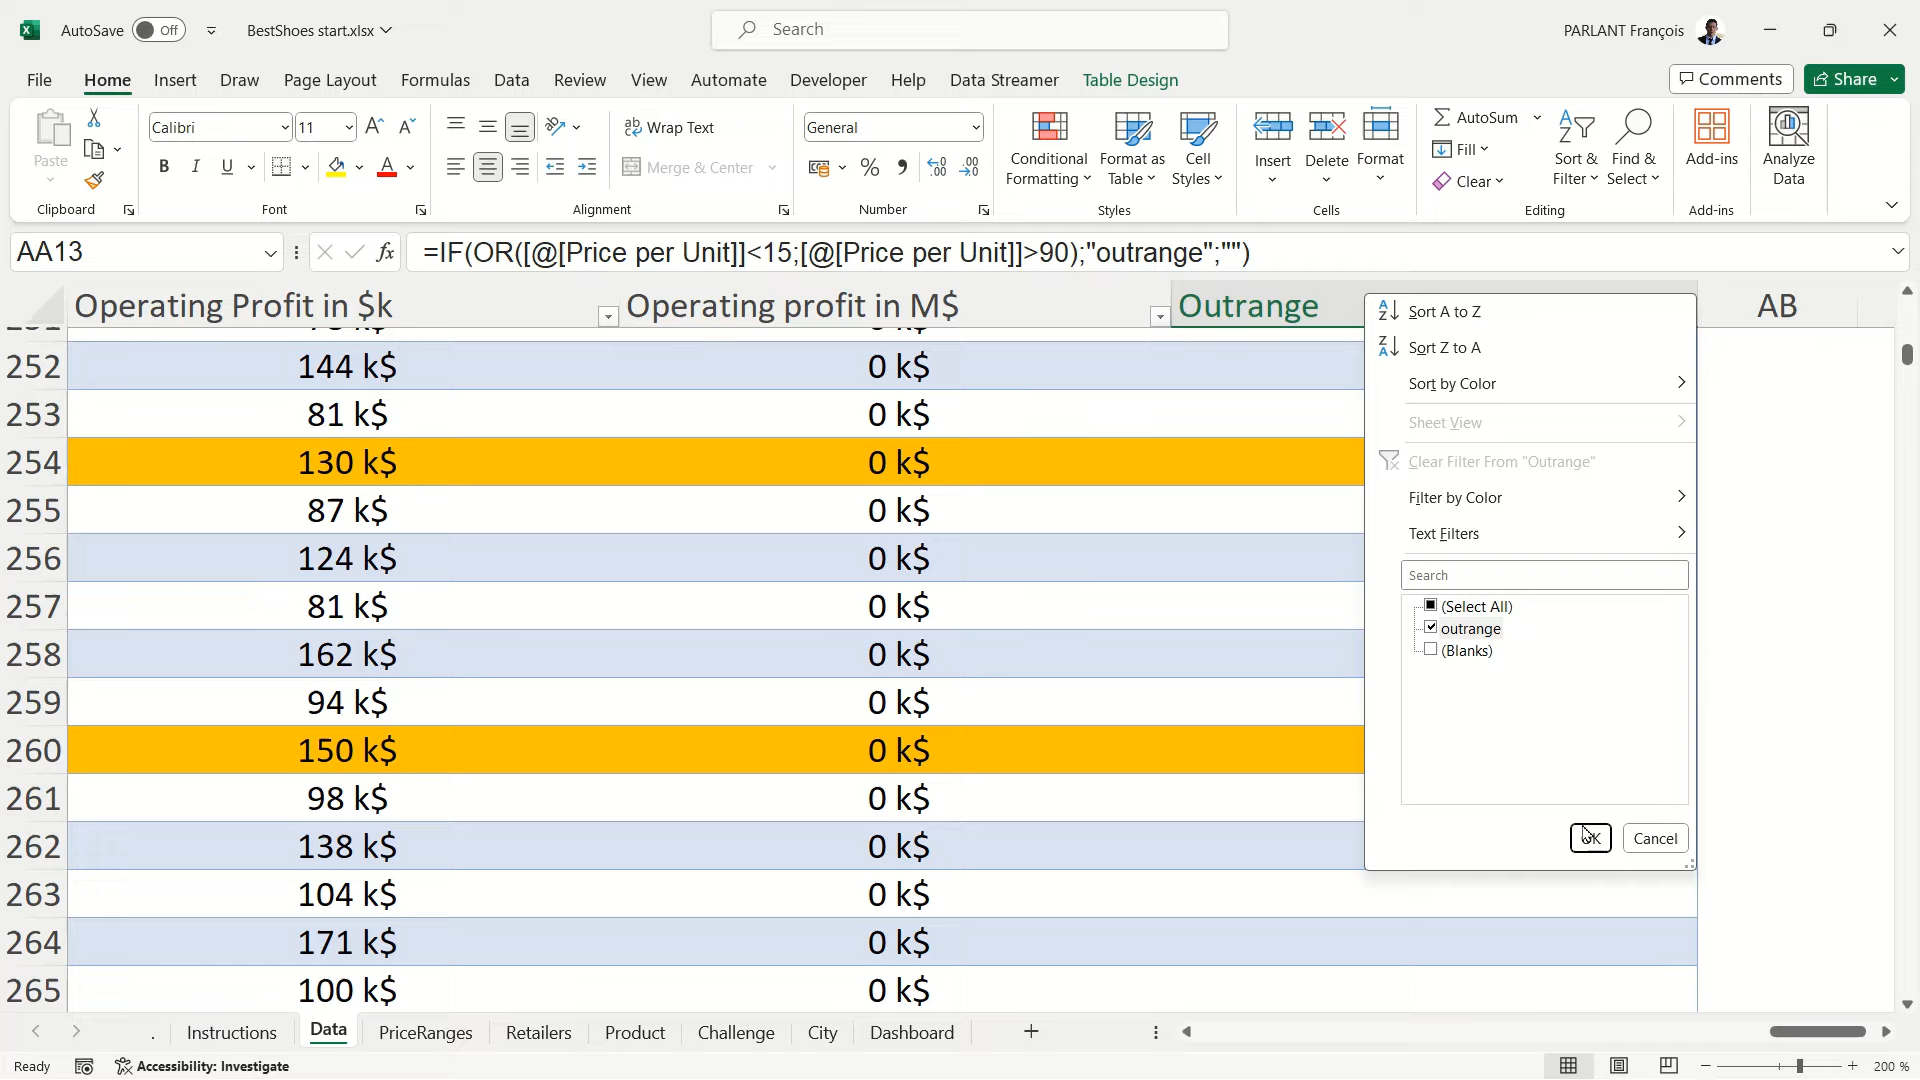 AutoSave Off BestShoes start.xlsx Search PARLANT François
File Home Insert Draw Page Layout Formulas Data Review View Automate Developer Help Data Streamer Table Design Comments Share
Paste
Clipboard
Calibri 11
B I U
Font
Wrap Text
Merge & Center
Alignment
General
Number
Conditional Formatting
Format as Table
Cell Styles
Styles
Insert Delete Format
Cells
AutoSum
Fill
Clear
Sort & Filter
Find & Select
Editing
Add-ins
Add-ins
Analyze Data
AA13 fx =IF(OR([@[Price per Unit]]<15;[@[Price per Unit]]>90);"outrange";"")
Operating Profit in $k Operating profit in M$ Outrange AB
252 144 k$ 0 k$
253 81 k$ 0 k$
254 130 k$ 0 k$
255 87 k$ 0 k$
256 124 k$ 0 k$
257 81 k$ 0 k$
258 162 k$ 0 k$
259 94 k$ 0 k$
260 150 k$ 0 k$
261 98 k$ 0 k$
262 138 k$ 0 k$
263 104 k$ 0 k$
264 171 k$ 0 k$
265 100 k$ 0 k$
Sort A to Z
Sort Z to A
Sort by Color
Sheet View
Clear Filter From "Outrange"
Filter by Color
Text Filters
Search
(Select All)
outrange
(Blanks)
OK Cancel
. Instructions Data PriceRanges Retailers Product Challenge City Dashboard
Ready Accessibility: Investigate 200 %